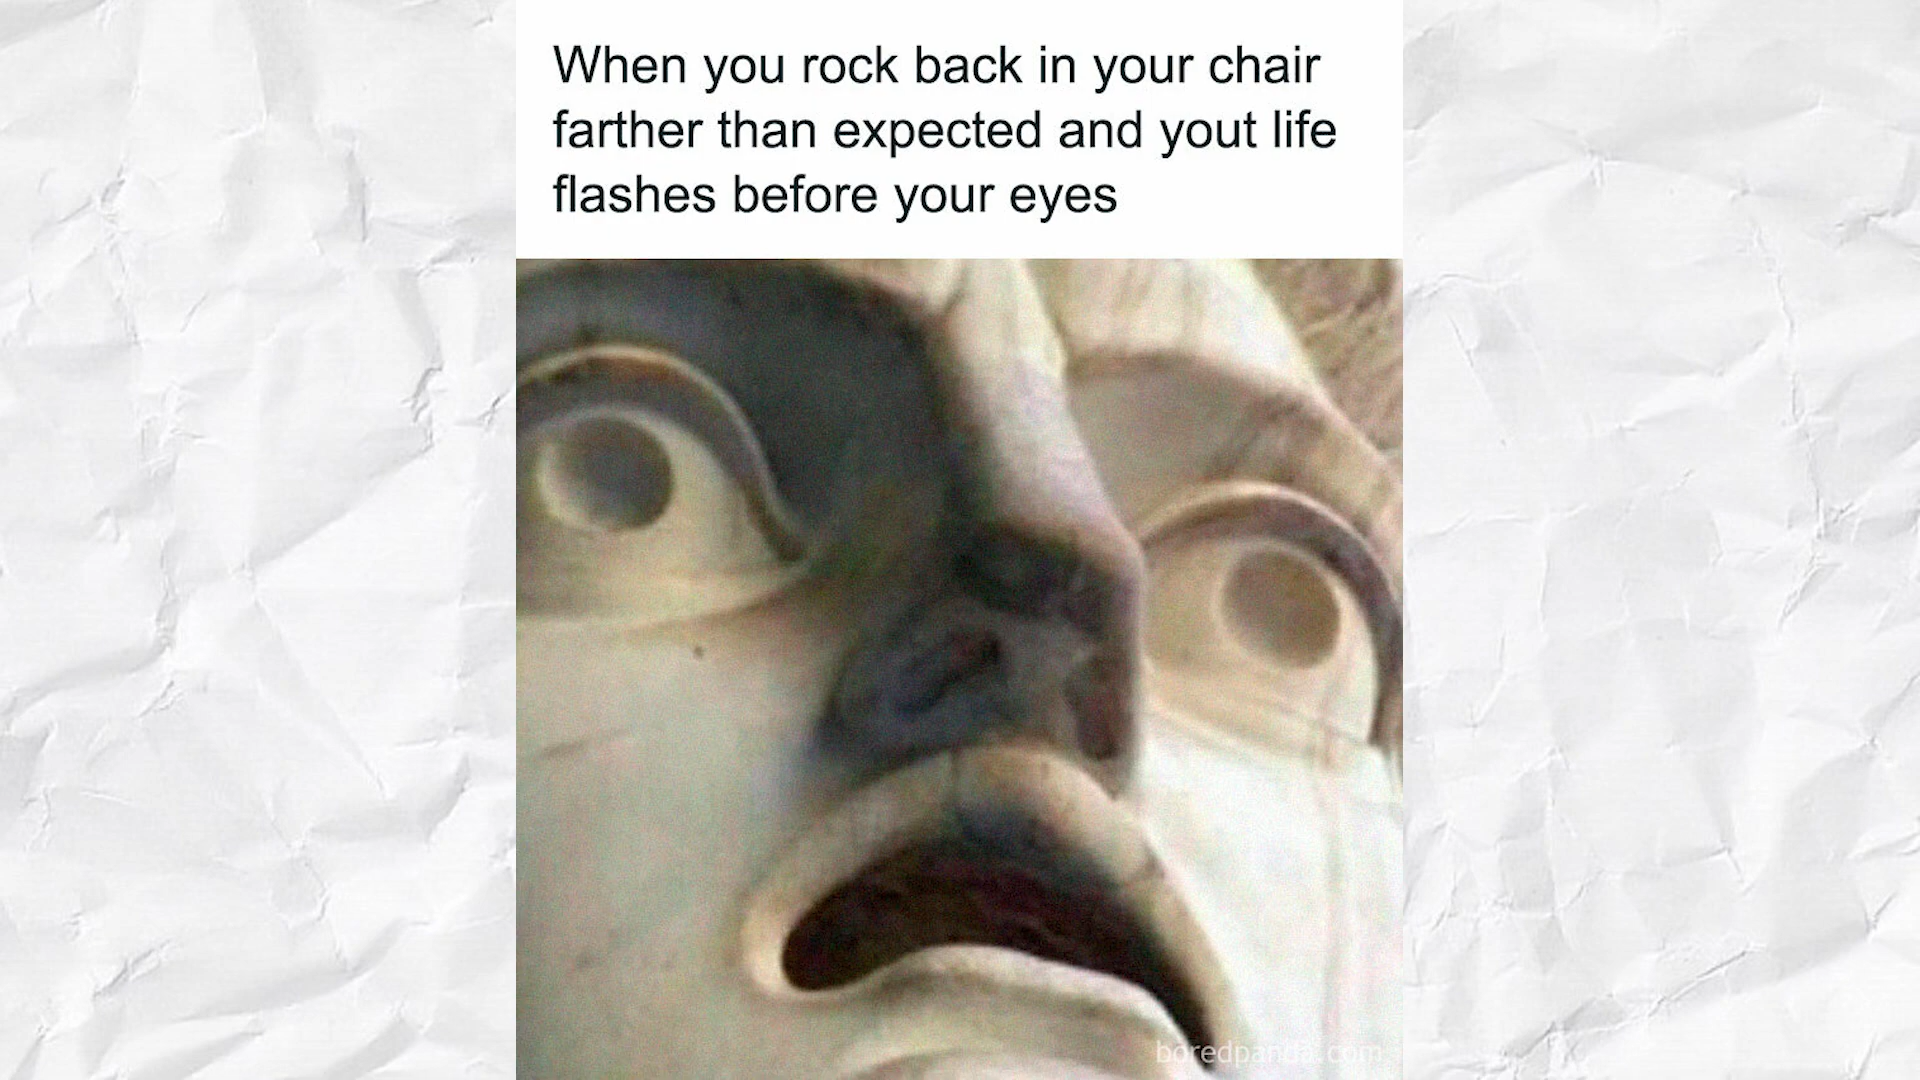 When you rock back in your chair
farther than expected and yout life
flashes before your eyes
boredpanda.com